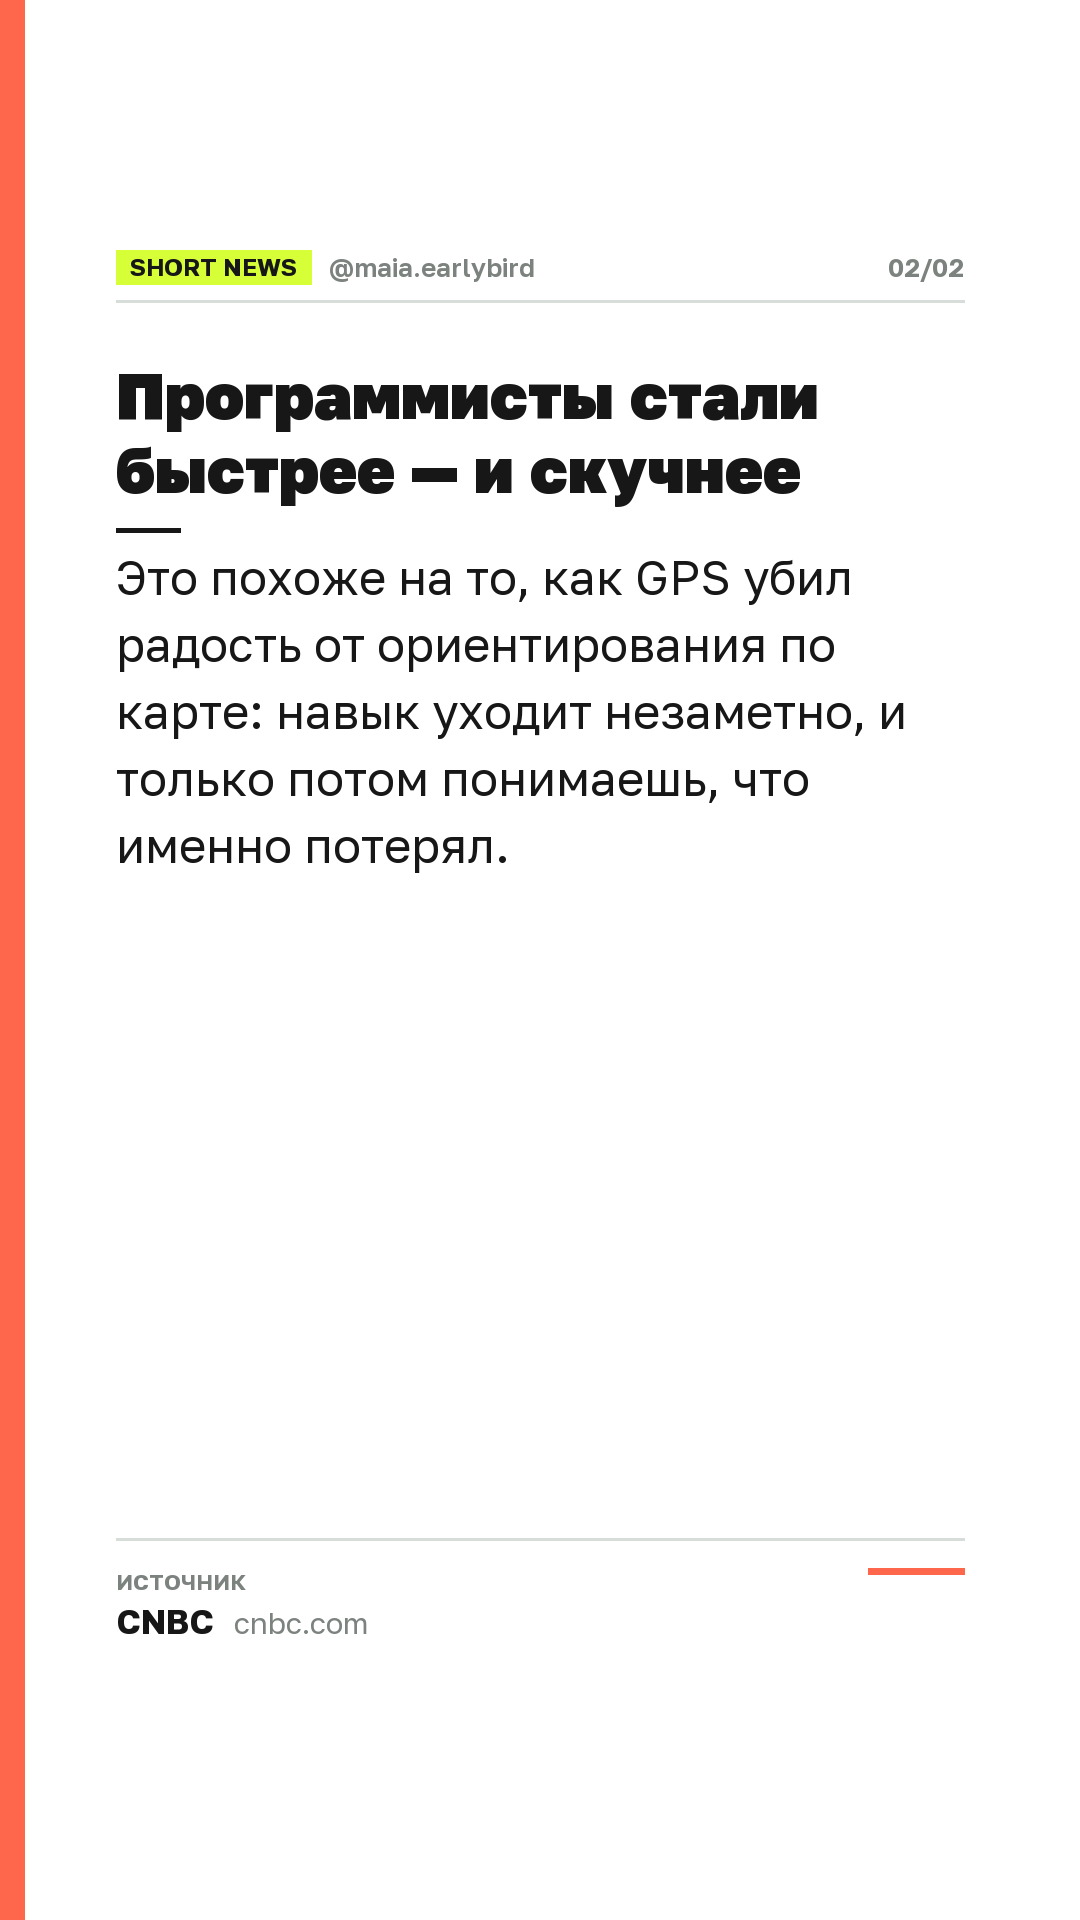 SHORT NEWS @maia.earlybird 02/02
Программисты стали
быстрее — и скучнее
Это похоже на то, как GPS убил
радость от ориентирования по
карте: навык уходит незаметно, и
только потом понимаешь, что
именно потерял.
источник
CNBC cnbc.com